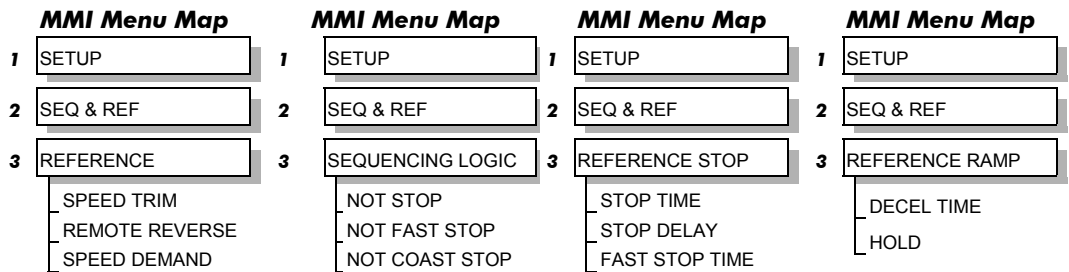 MMI Menu Map
1 SETUP
2 SEQ & REF
3 REFERENCE
SPEED TRIM
REMOTE REVERSE
SPEED DEMAND
MMI Menu Map
1 SETUP
2 SEQ & REF
3 SEQUENCING LOGIC
NOT STOP
NOT FAST STOP
NOT COAST STOP
MMI Menu Map
1 SETUP
2 SEQ & REF
3 REFERENCE STOP
STOP TIME
STOP DELAY
FAST STOP TIME
MMI Menu Map
1 SETUP
2 SEQ & REF
3 REFERENCE RAMP
DECEL TIME
HOLD